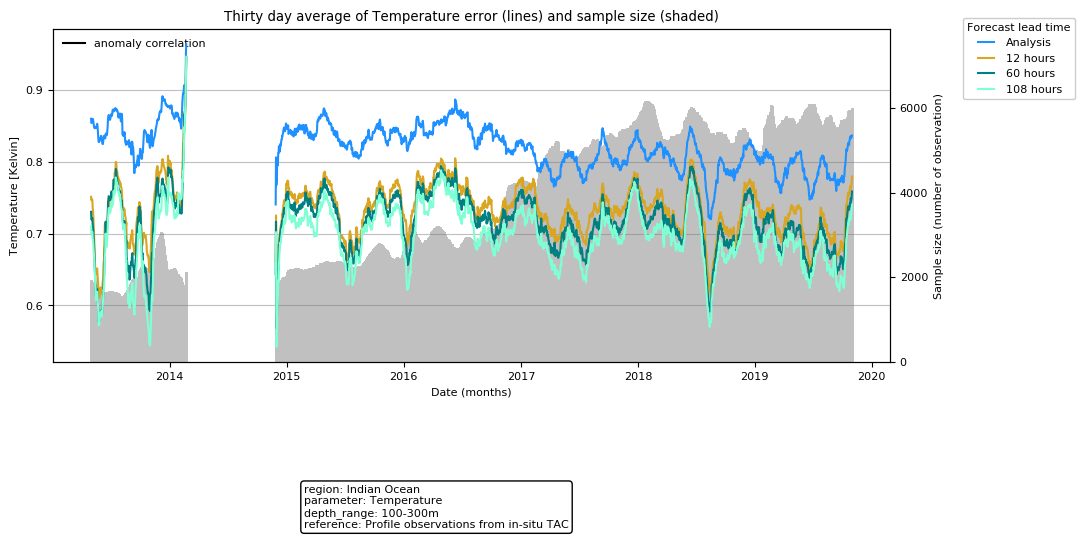 Thirty day average of Temperature error (lines) and sample size (shaded)
anomaly correlation
Forecast lead time
Analysis
12 hours
60 hours
108 hours
Temperature [Kelvin]
0.9
0.8
0.7
0.6
Sample size (number of observation)
6000
4000
2000
0
2014
2015
2016
2017
2018
2019
2020
Date (months)
region: Indian Ocean
parameter: Temperature
depth_range: 100-300m
reference: Profile observations from in-situ TAC